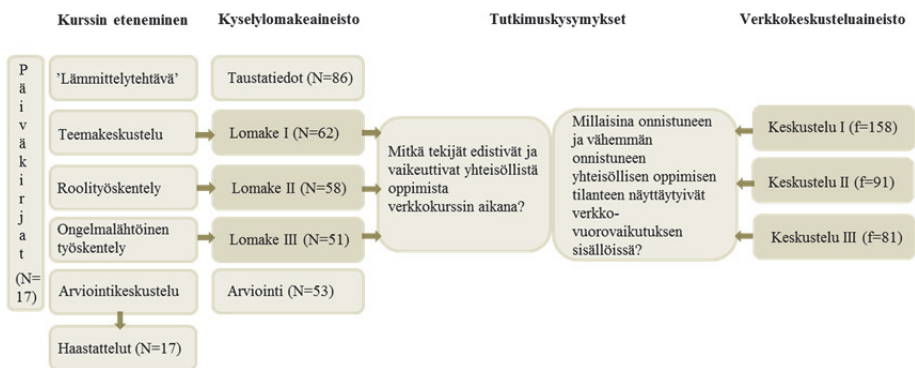 Kurssin eteneminen
Kyselylomakeaineisto
Tutkimuskysymykset
Verkkokeskusteluaineisto
Päiväkirjat
(N=
17)
'Lämmittelytehtävä'
Teemakeskustelu
Roolityöskentely
Ongelmalähtöinen
työskentely
Arviointikeskustelu
Haastattelut (N=17)
Taustatiedot (N=86)
Lomake I (N=62)
Lomake II (N=58)
Lomake III (N=51)
Arviointi (N=53)
Mitkä tekijät edistivät ja
vaikeuttivat yhteisöllistä
oppimista
verkkokurssin aikana?
Millaisina onnistuneen
ja vähemmän
onnistuneen
yhteisöllisen oppimisen
tilanteen näyttäytyivät
verkko-
vuorovaikutuksen
sisällöissä?
Keskustelu I (f=158)
Keskustelu II (f=91)
Keskustelu III (f=81)